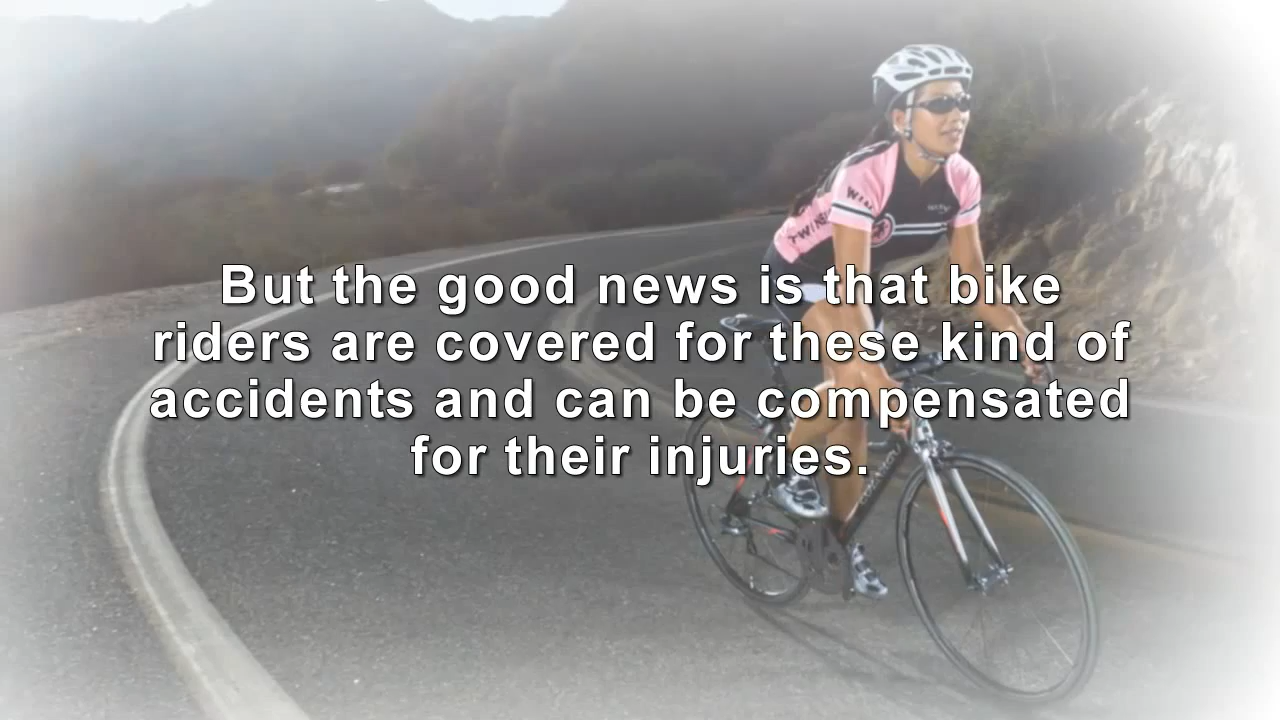 But the good news is that bike
riders are covered for these kind of
accidents and can be compensated
for their injuries.